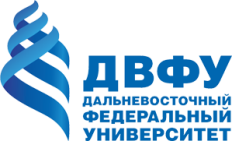 ДВФУ
ДАЛЬНЕВОСТОЧНЫЙ
ФЕДЕРАЛЬНЫЙ
УНИВЕРСИТЕТ